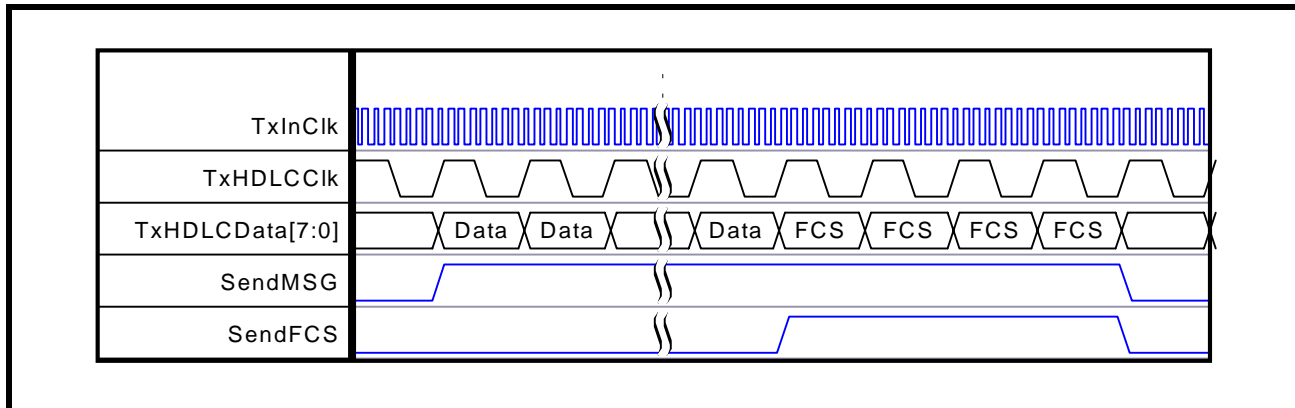 TxInClk
TxHDLCClk
TxHDLCData[7:0] Data Data Data FCS FCS FCS FCS
SendMSG
SendFCS